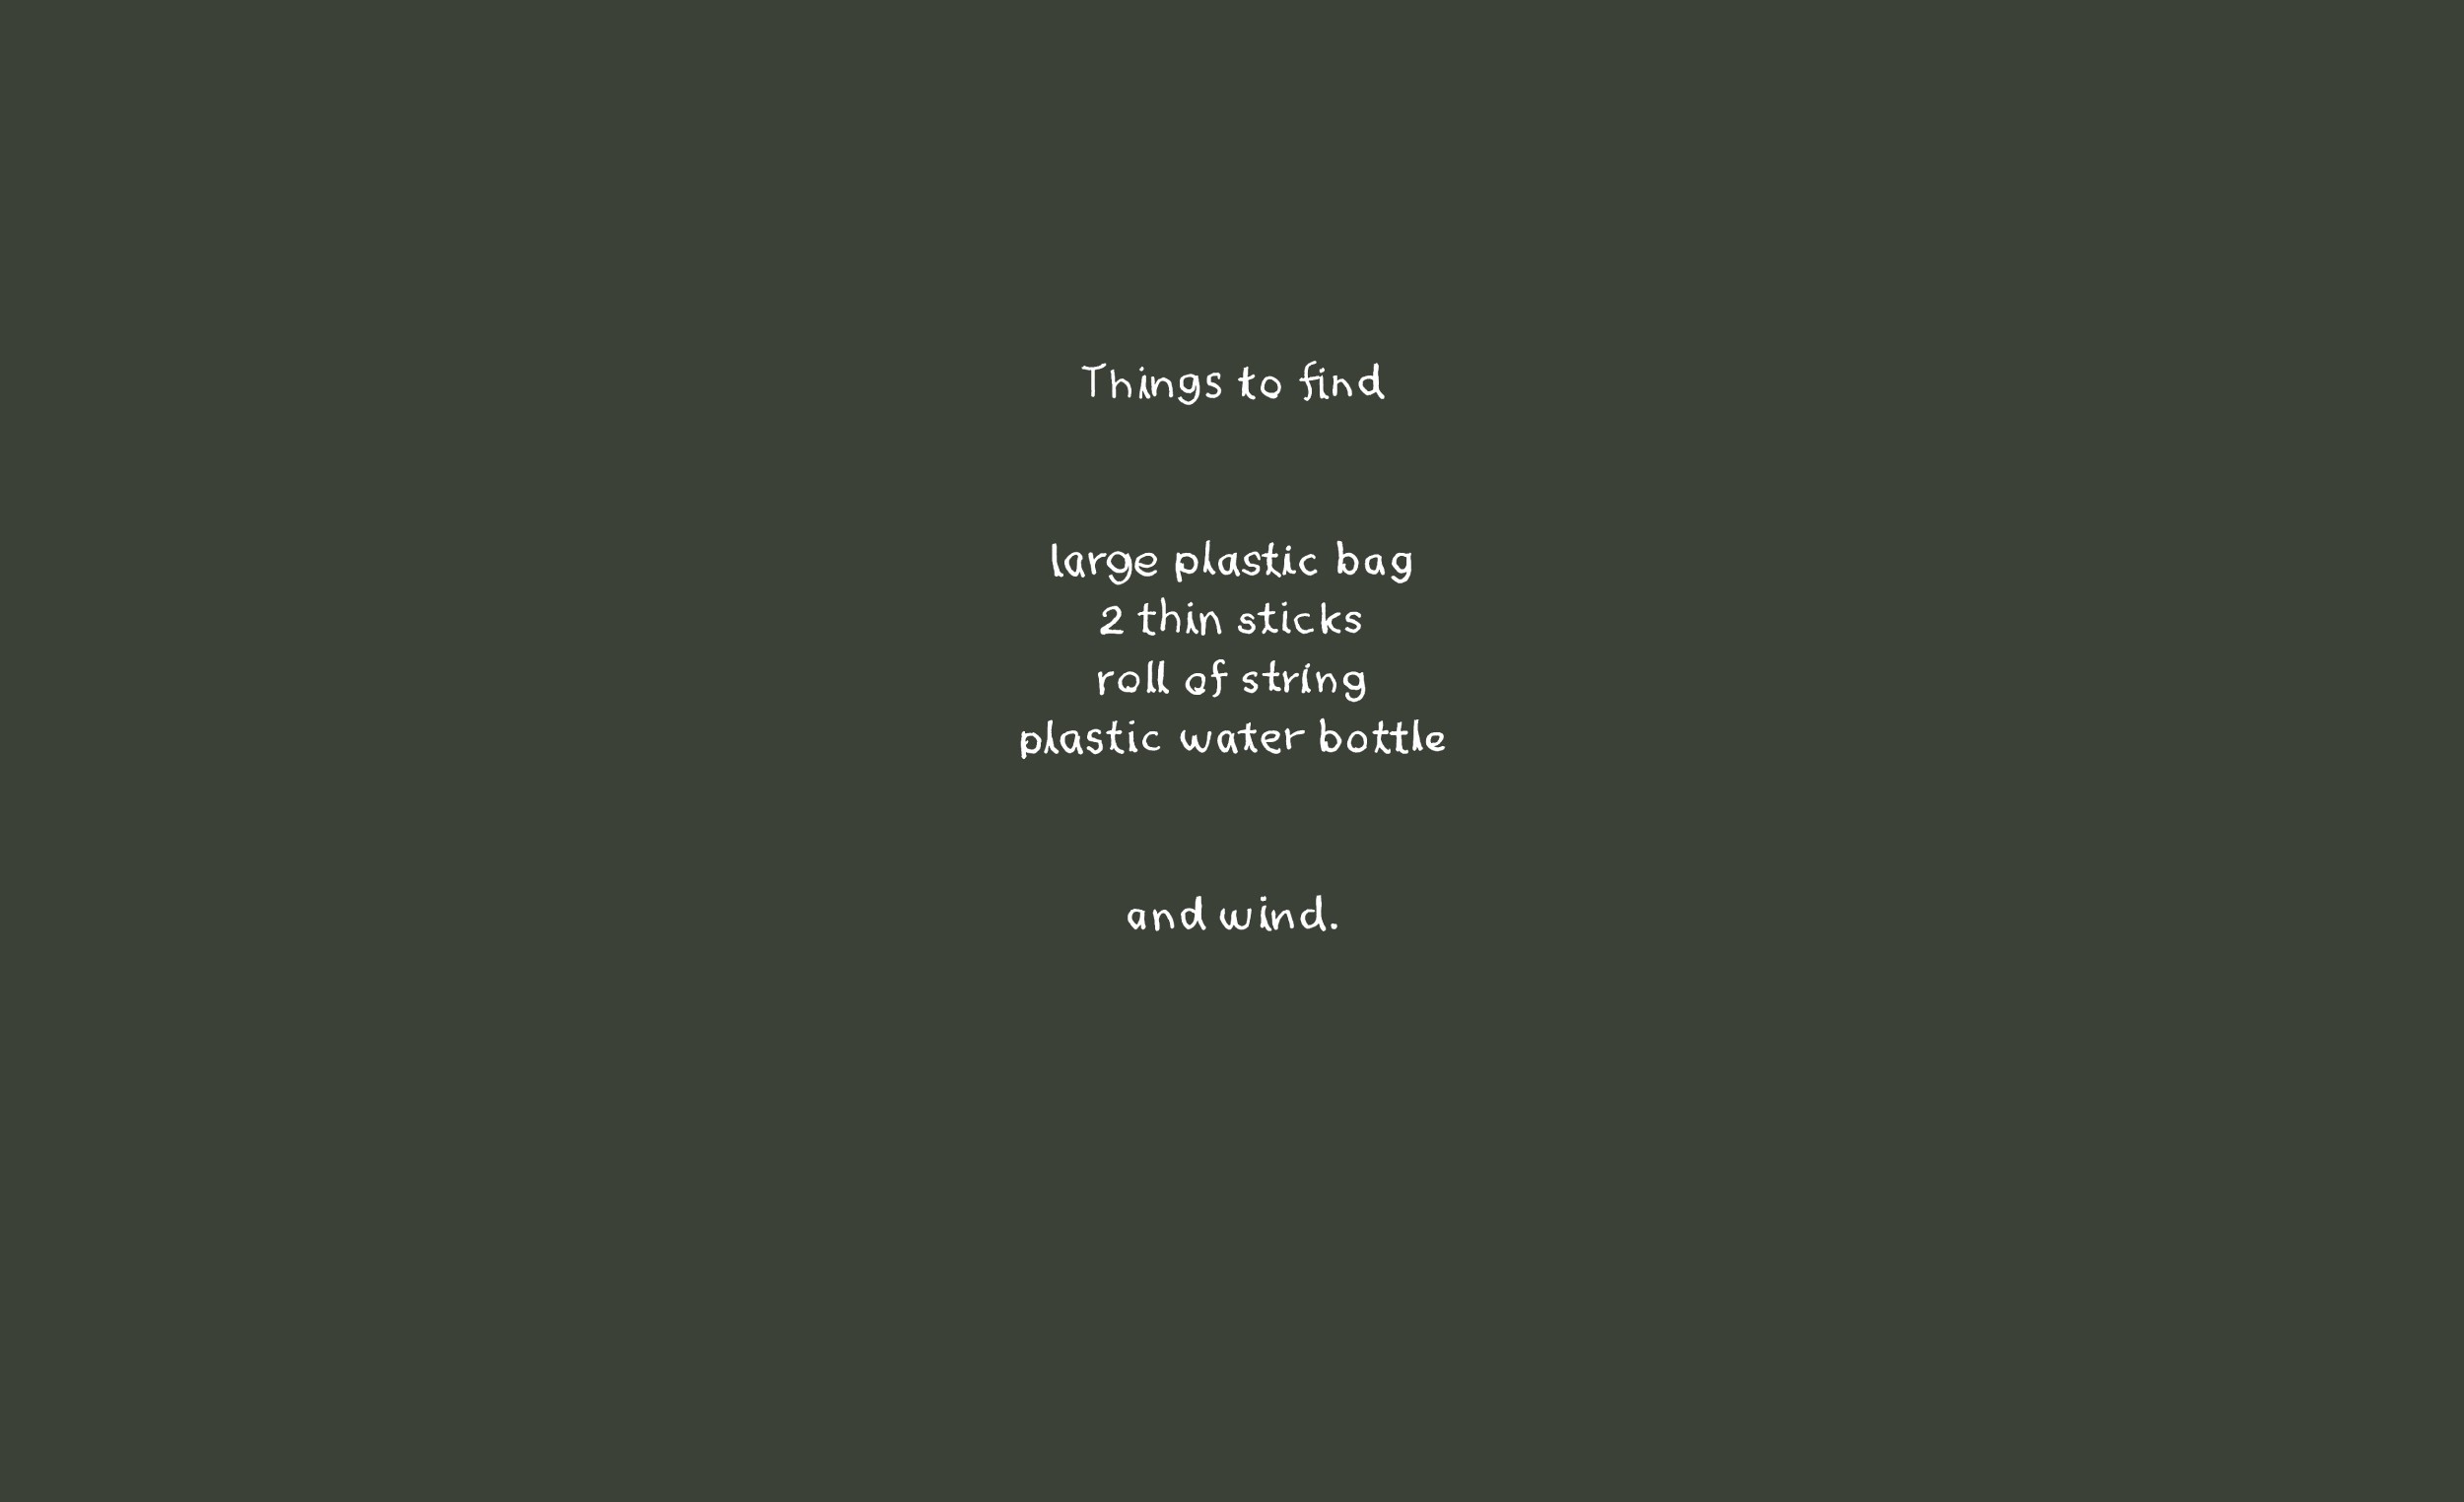 Things to find
large plastic bag
2 thin sticks
roll of string
plastic water bottle
and wind.